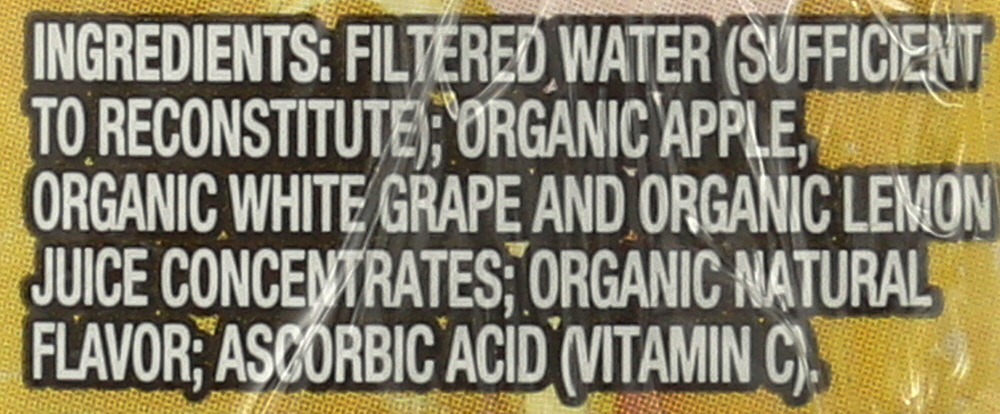 INGREDIENTS: FILTERED WATER (SUFFICIENT
TO RECONSTITUTE); ORGANIC APPLE,
ORGANIC WHITE GRAPE AND ORGANIC LEMON
JUICE CONCENTRATES; ORGANIC NATURAL
FLAVOR; ASCORBIC ACID (VITAMIN C).